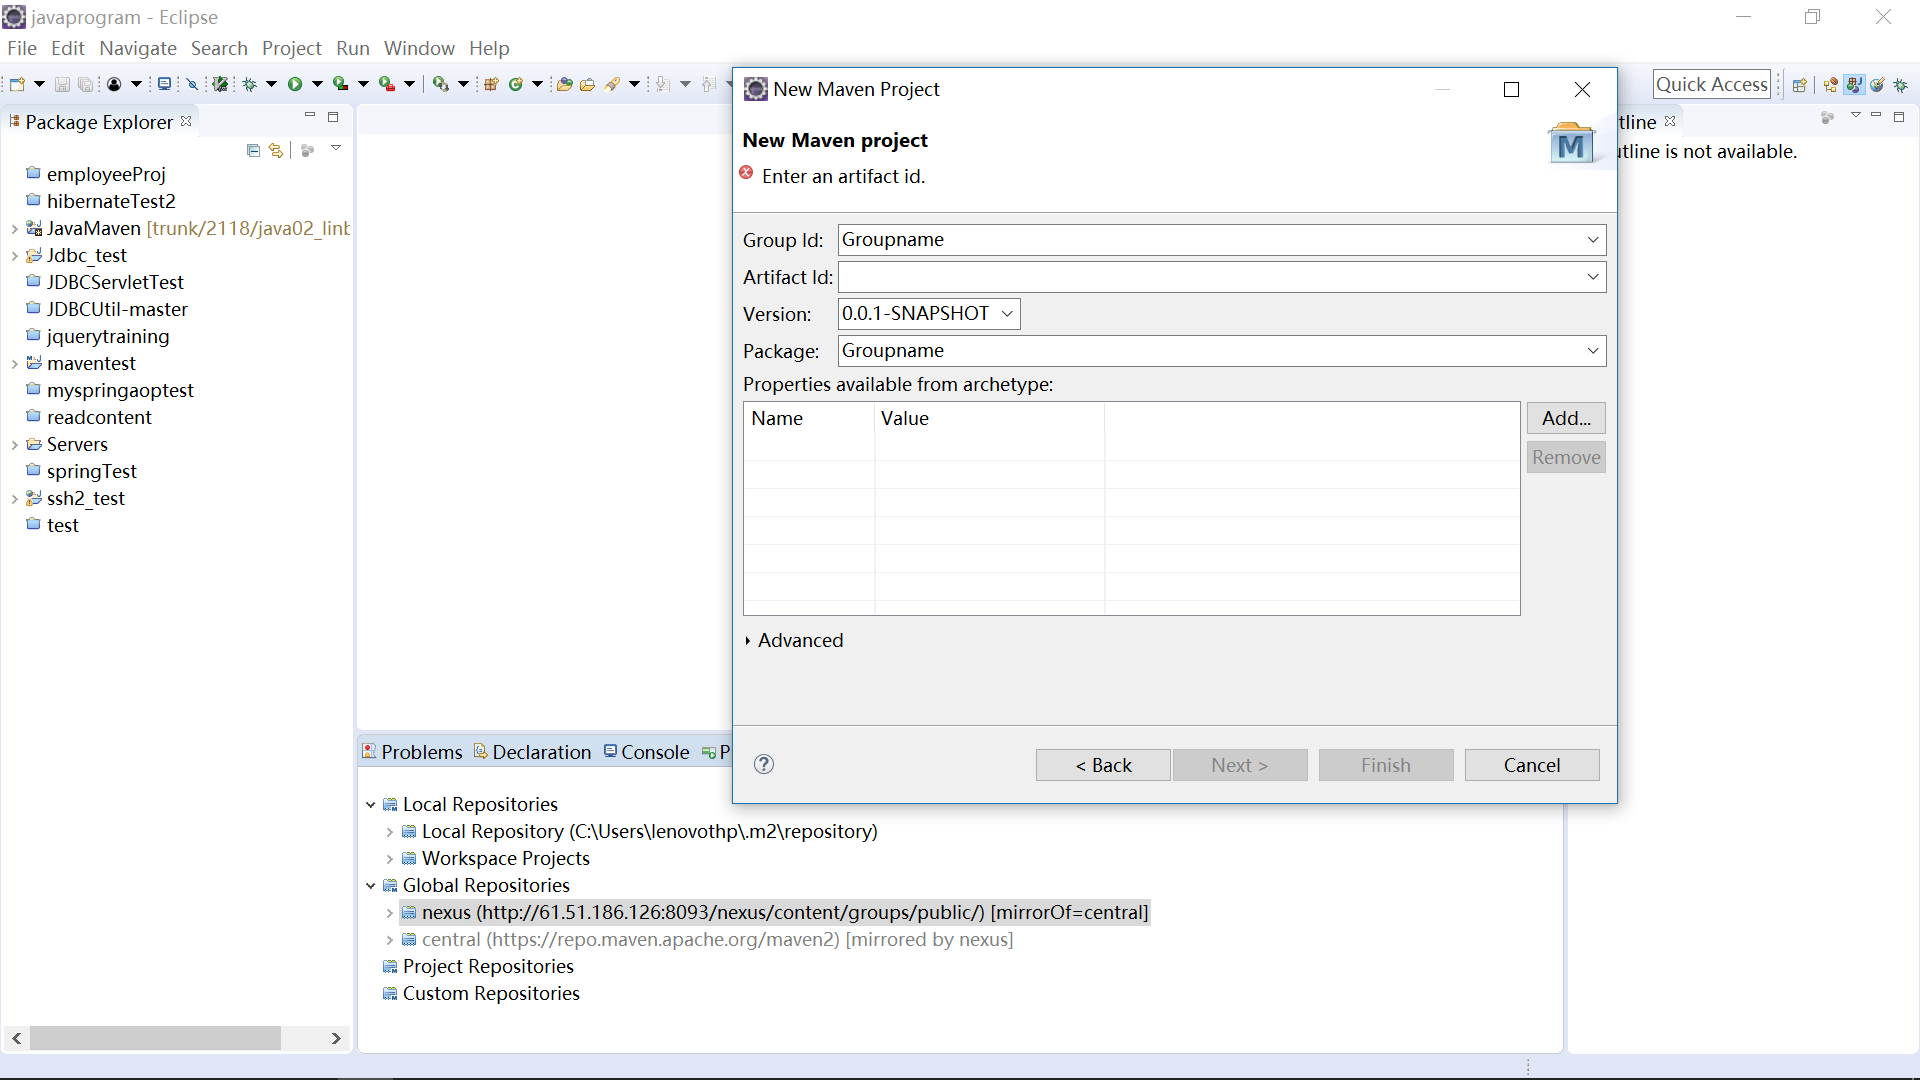 javaprogram - Eclipse
File Edit Navigate Search Project Run Window Help
Quick Access
Package Explorer
employeeProj
hibernateTest2
JavaMaven [trunk/2118/java02_linb
Jdbc_test
JDBCServletTest
JDBCUtil-master
jquerytraining
maventest
myspringaoptest
readcontent
Servers
springTest
ssh2_test
test
New Maven Project
New Maven project
Enter an artifact id.
M
Group Id: Groupname
Artifact Id:
Version: 0.0.1-SNAPSHOT
Package: Groupname
Properties available from archetype:
Name Value
Add...
Remove
Advanced
? < Back Next > Finish Cancel
tline
utline is not available.
Problems Declaration Console P
Local Repositories
Local Repository (C:\Users\lenovothp\.m2\repository)
Workspace Projects
Global Repositories
nexus (http://61.51.186.126:8093/nexus/content/groups/public/) [mirrorOf=central]
central (https://repo.maven.apache.org/maven2) [mirrored by nexus]
Project Repositories
Custom Repositories